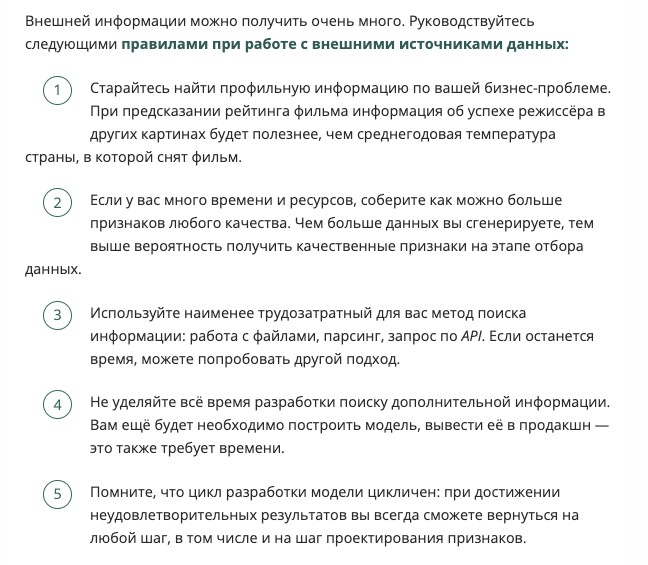 Внешней информации можно получить очень много. Руководствуйтесь
следующими правилами при работе с внешними источниками данных:
1 Старайтесь найти профильную информацию по вашей бизнес-проблеме.
При предсказании рейтинга фильма информация об успехе режиссёра в
других картинах будет полезнее, чем среднегодовая температура
страны, в которой снят фильм.
2 Если у вас много времени и ресурсов, соберите как можно больше
признаков любого качества. Чем больше данных вы сгенерируете, тем
выше вероятность получить качественные признаки на этапе отбора
данных.
3 Используйте наименее трудозатратный для вас метод поиска
информации: работа с файлами, парсинг, запрос по API. Если останется
время, можете попробовать другой подход.
4 Не уделяйте всё время разработки поиску дополнительной информации.
Вам ещё будет необходимо построить модель, вывести её в продакшн —
это также требует времени.
5 Помните, что цикл разработки модели цикличен: при достижении
неудовлетворительных результатов вы всегда сможете вернуться на
любой шаг, в том числе и на шаг проектирования признаков.